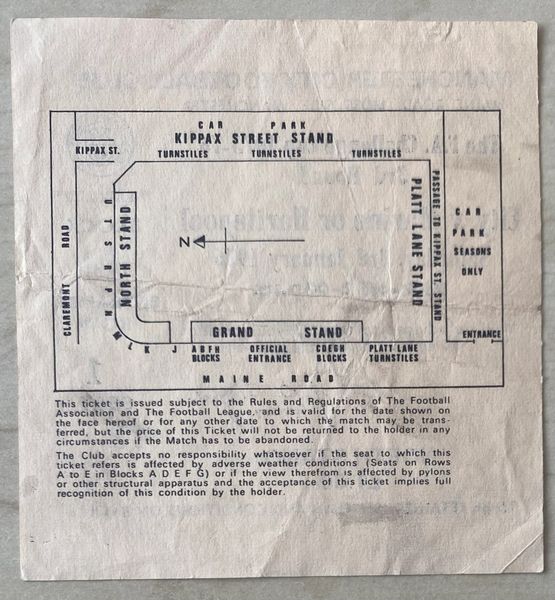 CAR PARK
KIPPAX STREET STAND
KIPPAX ST.
TURNSTILES TURNSTILES TURNSTILES
CLAREMONT ROAD
U T S R P N M L K J
NORTH STAND
N
PLATT LANE STAND
PASSAGE TO KIPPAX ST. STAND
CAR
PARK
SEASONS
ONLY
ENTRANCE
GRAND STAND
A B F H
BLOCKS
OFFICIAL
ENTRANCE
C D E G H
BLOCKS
PLATT LANE
TURNSTILES
MAINE ROAD
This ticket is issued subject to the Rules and Regulations of The Football
Association and The Football League, and is valid for the date shown on
the face hereof or for any other date to which the match may be trans-
ferred, but the price of this Ticket will not be returned to the holder in any
circumstances if the Match has to be abandoned.
The Club accepts no responsibility whatsoever if the seat to which this
ticket refers is affected by adverse weather conditions (Seats on Rows
A to E in Blocks A D E F G) or if the view therefrom is affected by pylons
or other structural apparatus and the acceptance of this ticket implies full
recognition of this condition by the holder.